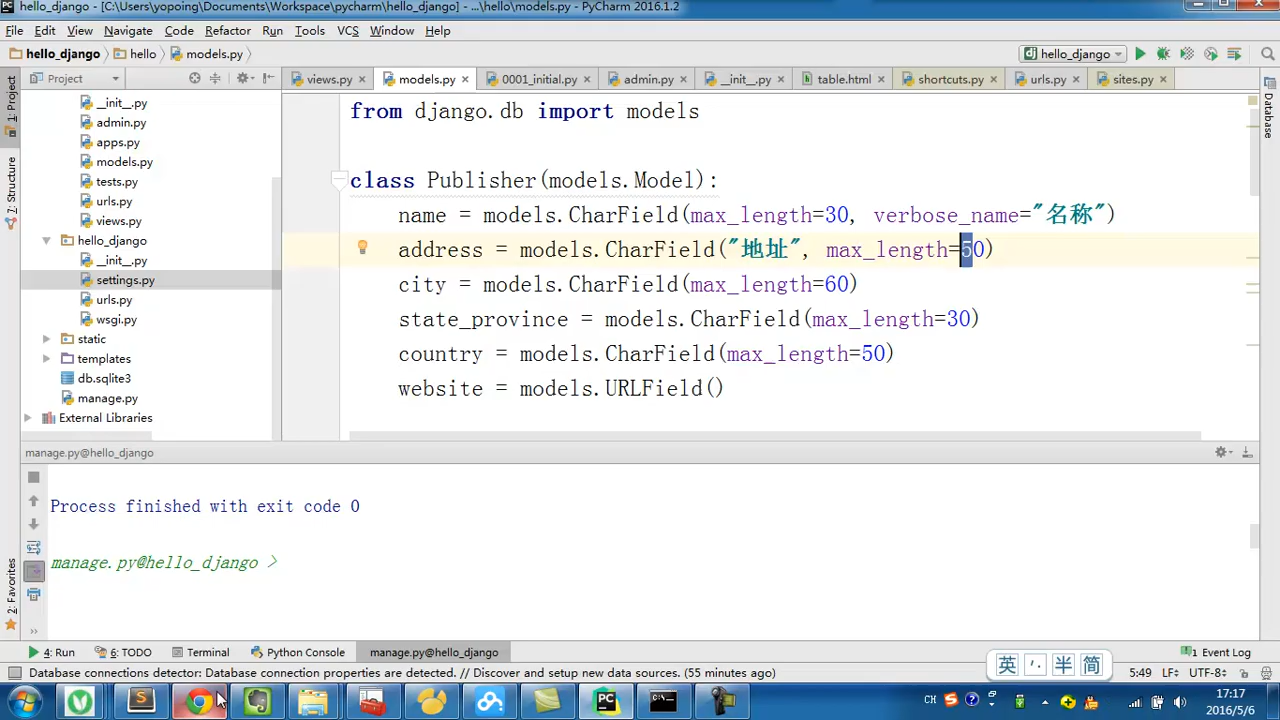 hello_django - [C:\Users\yopoing\Documents\Workspace\pycharm\hello_django] - ...\hello\models.py - PyCharm 2016.1.2
File Edit View Navigate Code Refactor Run Tools VCS Window Help
hello_django hello models.py hello_django
Project views.py models.py 0001_initial.py admin.py __init__.py table.html shortcuts.py urls.py sites.py
1: Project
7: Structure
2: Favorites
Database
__init__.py
admin.py
apps.py
models.py
tests.py
urls.py
views.py
hello_django
__init__.py
settings.py
urls.py
wsgi.py
static
templates
db.sqlite3
manage.py
External Libraries
from django.db import models
class Publisher(models.Model):
name = models.CharField(max_length=30, verbose_name="名称")
address = models.CharField("地址", max_length=50)
city = models.CharField(max_length=60)
state_province = models.CharField(max_length=30)
country = models.CharField(max_length=50)
website = models.URLField()
manage.py@hello_django
Process finished with exit code 0
manage.py@hello_django >
4: Run 6: TODO Terminal Python Console manage.py@hello_django 1 Event Log
英 半 简
Database connections detector: Database connection properties are detected. // Discover and setup new data sources. (55 minutes ago) 5:49 LF UTF-8
CH 17:17
2016/5/6